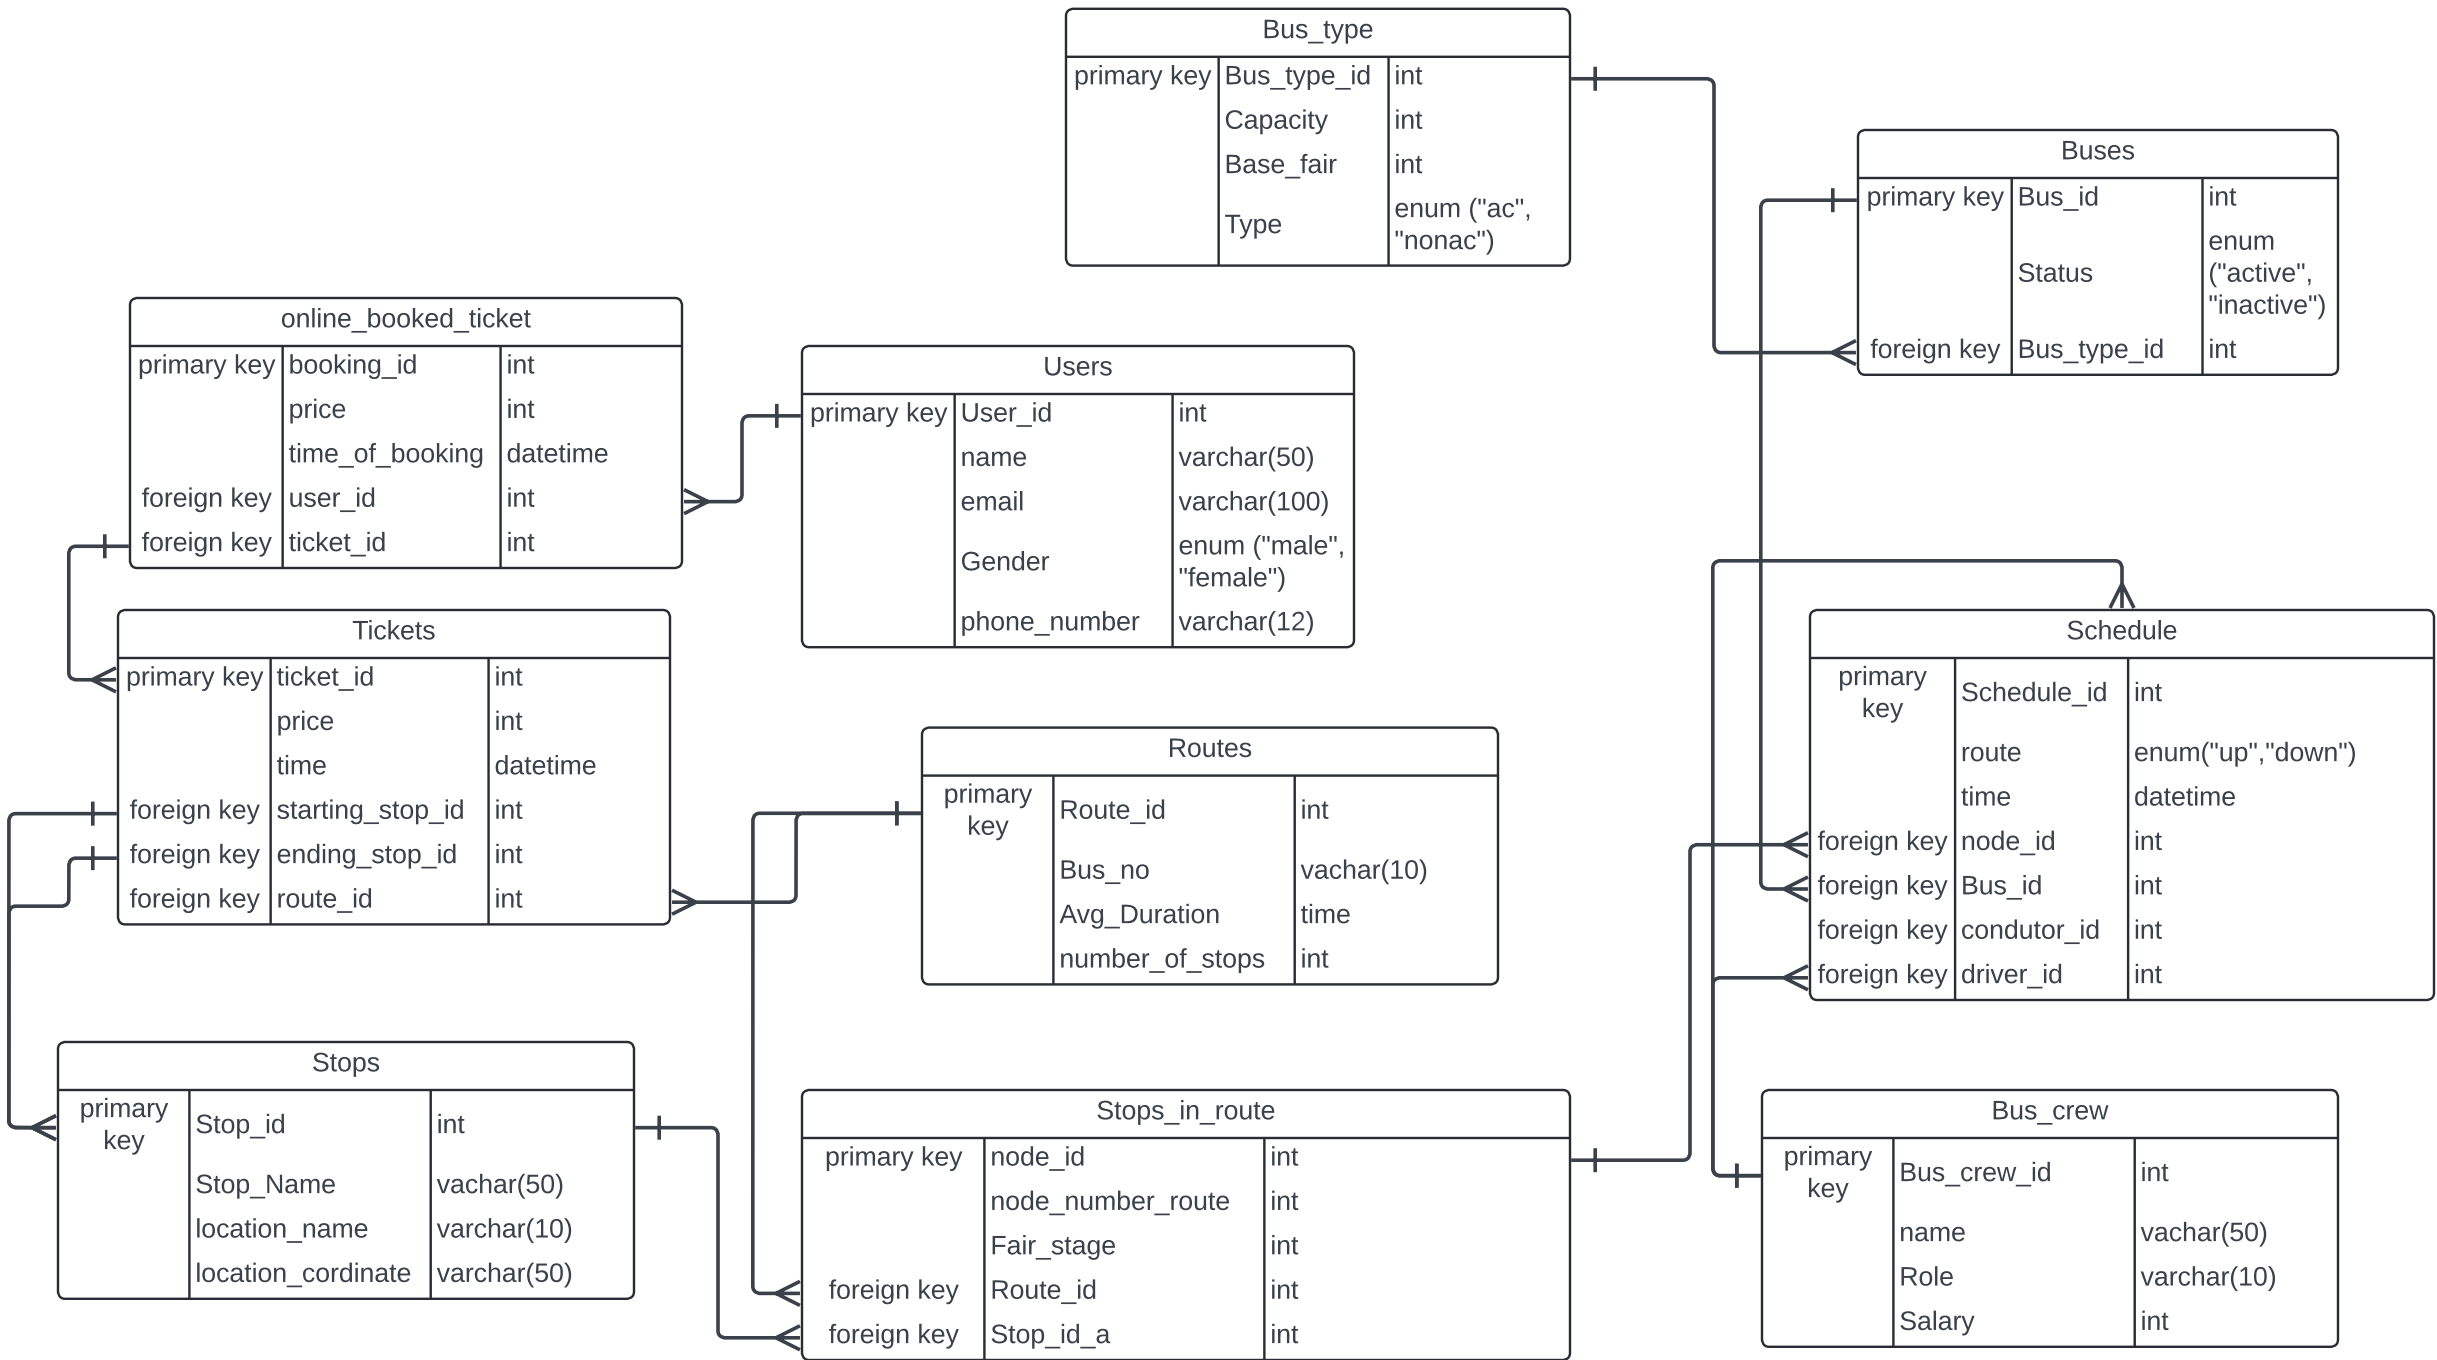 Bus_type
primary key Bus_type_id int
Capacity int
Base_fair int
Type enum ("ac", "nonac")
Buses
primary key Bus_id int
Status enum ("active", "inactive")
foreign key Bus_type_id int
online_booked_ticket
primary key booking_id int
price int
time_of_booking datetime
foreign key user_id int
foreign key ticket_id int
Users
primary key User_id int
name varchar(50)
email varchar(100)
Gender enum ("male", "female")
phone_number varchar(12)
Tickets
primary key ticket_id int
price int
time datetime
foreign key starting_stop_id int
foreign key ending_stop_id int
foreign key route_id int
Routes
primary key Route_id int
Bus_no vachar(10)
Avg_Duration time
number_of_stops int
Schedule
primary key Schedule_id int
route enum("up","down")
time datetime
foreign key node_id int
foreign key Bus_id int
foreign key condutor_id int
foreign key driver_id int
Stops
primary key Stop_id int
Stop_Name vachar(50)
location_name varchar(10)
location_cordinate varchar(50)
Stops_in_route
primary key node_id int
node_number_route int
Fair_stage int
foreign key Route_id int
foreign key Stop_id_a int
Bus_crew
primary key Bus_crew_id int
name vachar(50)
Role varchar(10)
Salary int